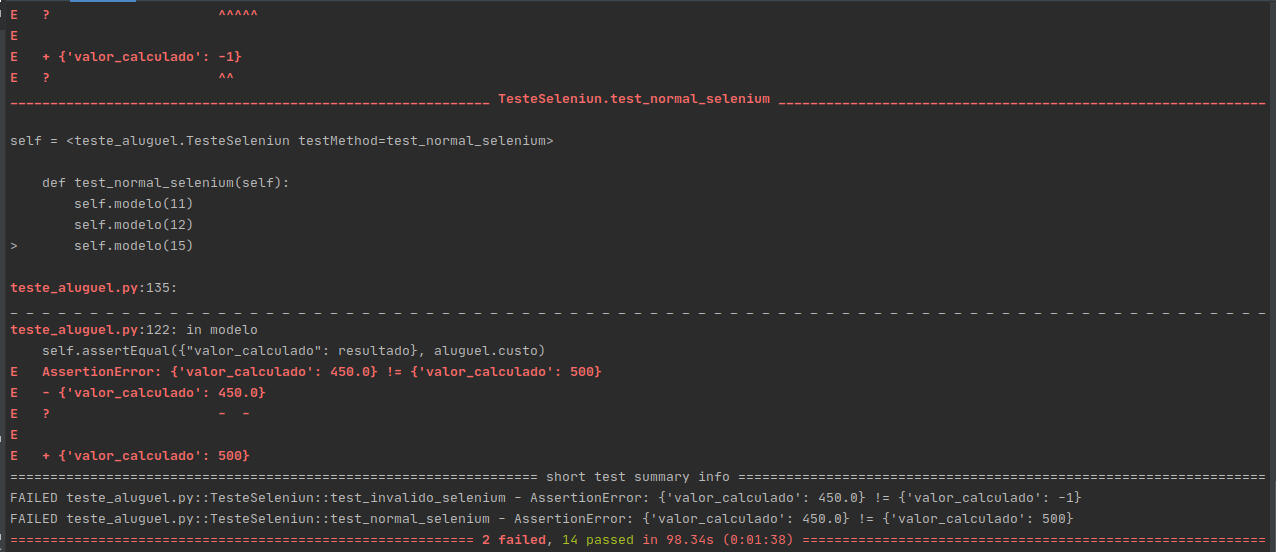 E   ?                     ^^^^^
E
E   + {'valor_calculado': -1}
E   ?                     ^^
____________________________________________________________ TesteSeleniun.test_normal_selenium _____________________________________________________________
self = <teste_aluguel.TesteSeleniun testMethod=test_normal_selenium>
    def test_normal_selenium(self):
        self.modelo(11)
        self.modelo(12)
>       self.modelo(15)
teste_aluguel.py:135:
_ _ _ _ _ _ _ _ _ _ _ _ _ _ _ _ _ _ _ _ _ _ _ _ _ _ _ _ _ _ _ _ _ _ _ _ _ _ _ _ _ _ _ _ _ _ _ _ _ _ _ _ _ _ _ _ _ _ _ _ _ _ _ _ _ _ _ _ _ _ _ _ _ _ _ _ _ _ _
teste_aluguel.py:122: in modelo
    self.assertEqual({"valor_calculado": resultado}, aluguel.custo)
E   AssertionError: {'valor_calculado': 450.0} != {'valor_calculado': 500}
E   - {'valor_calculado': 450.0}
E   ?                     -  -
E
E   + {'valor_calculado': 500}
================================================================== short test summary info ==================================================================
FAILED teste_aluguel.py::TesteSeleniun::test_invalido_selenium - AssertionError: {'valor_calculado': 450.0} != {'valor_calculado': -1}
FAILED teste_aluguel.py::TesteSeleniun::test_normal_selenium - AssertionError: {'valor_calculado': 450.0} != {'valor_calculado': 500}
========================================================== 2 failed, 14 passed in 98.34s (0:01:38) ==========================================================